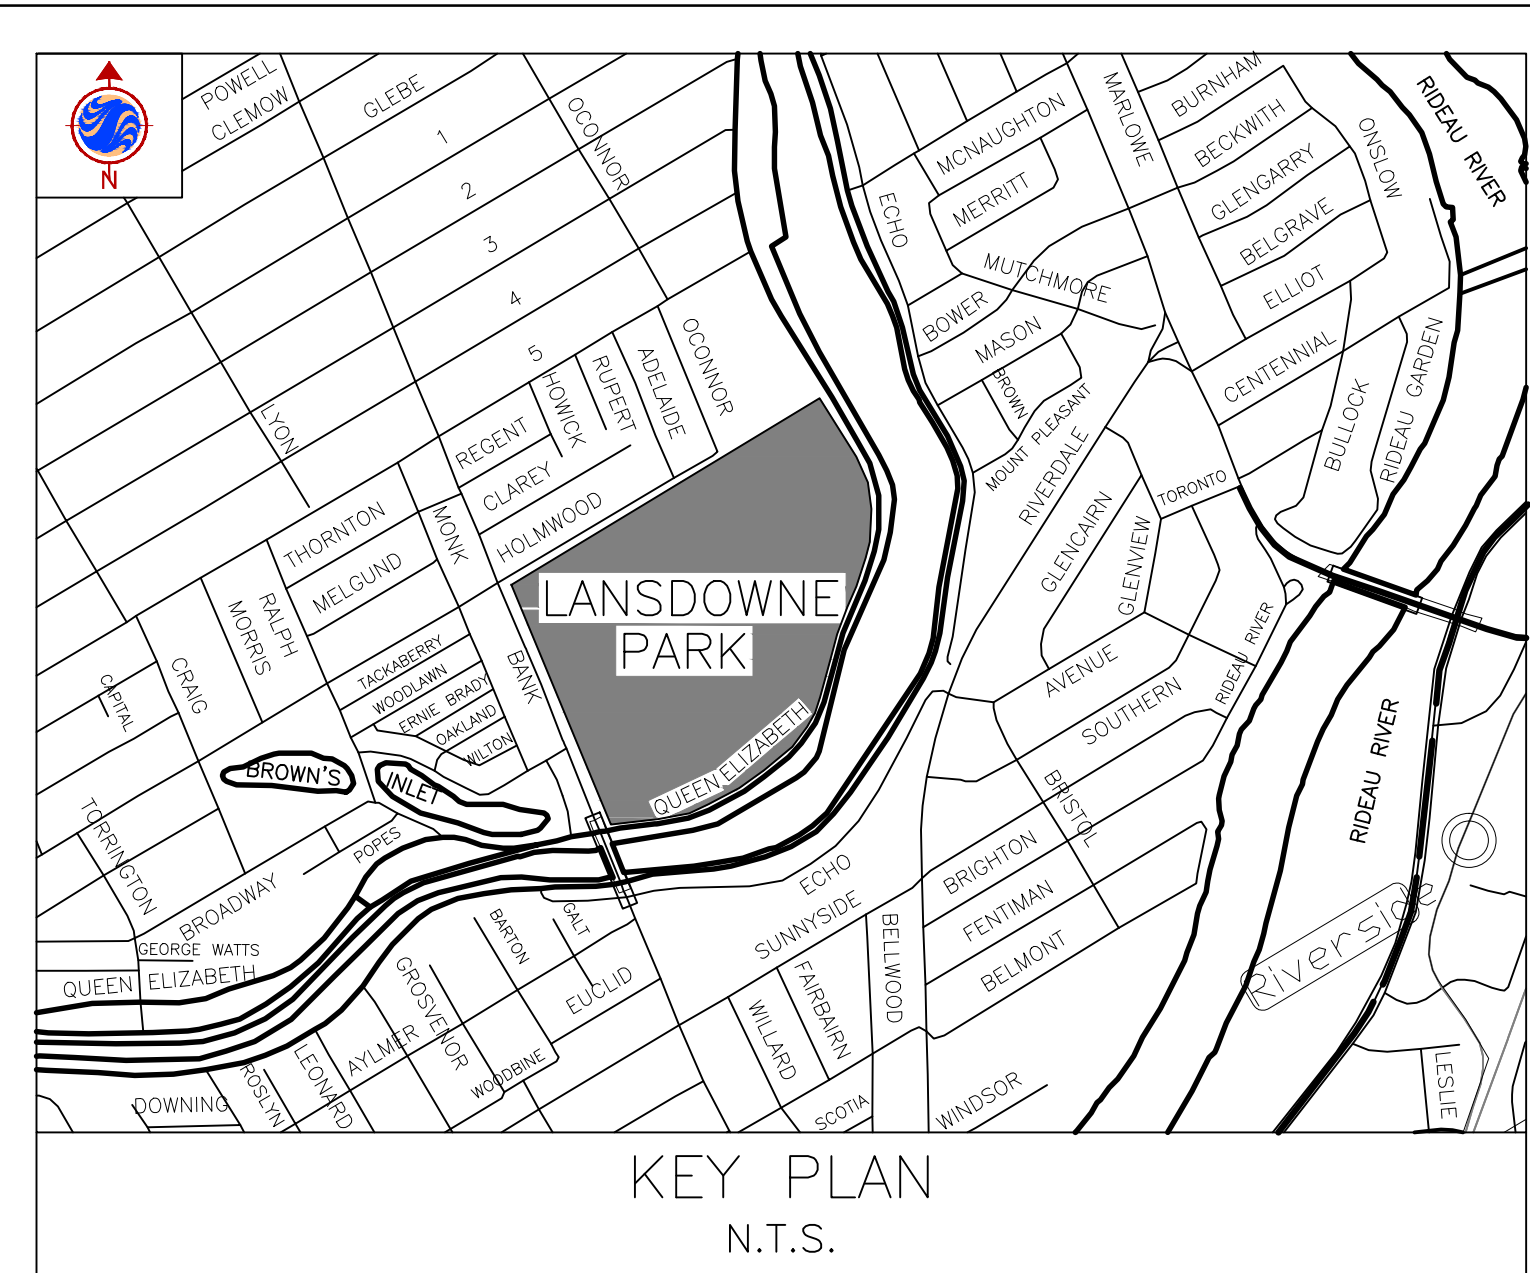 N
POWELL
CLEMOW
GLEBE
1
2
3
4
5
OCONNOR
LYON
HOWICK
RUPERT
ADELAIDE
OCONNOR
REGENT
CLAREY
HOLMWOOD
THORNTON
MELGUND
MONK
RALPH
MORRIS
CRAIG
CAPITAL
TACKABERRY
WOODLAWN
ERNIE BRADY
OAKLAND
WILTON
BANK
LANSDOWNE
PARK
QUEEN ELIZABETH
BROWN'S
INLET
TORRINGTON
POPES
BROADWAY
GEORGE WATTS
QUEEN ELIZABETH
DOWNING
ROSLYN
LEONARD
AYLMER
GROSVENOR
WOODBINE
BARTON
GALT
EUCLID
ECHO
SUNNYSIDE
WILLARD
FAIRBAIRN
BELLWOOD
SCOTIA
WINDSOR
BRIGHTON
FENTIMAN
BELMONT
BRISTOL
AVENUE
SOUTHERN
RIDEAU RIVER
GLENVIEW
GLENCAIRN
RIVERDALE
MOUNT PLEASANT
TORONTO
BROWN
MASON
BOWER
MUTCHMORE
ECHO
MERRITT
MCNAUGHTON
MARLOWE
BURNHAM
BECKWITH
GLENGARRY
BELGRAVE
ELLIOT
ONSLOW
CENTENNIAL
BULLOCK
RIDEAU GARDEN
RIDEAU RIVER
RIDEAU RIVER
Riverside
LESLIE
KEY PLAN
N.T.S.